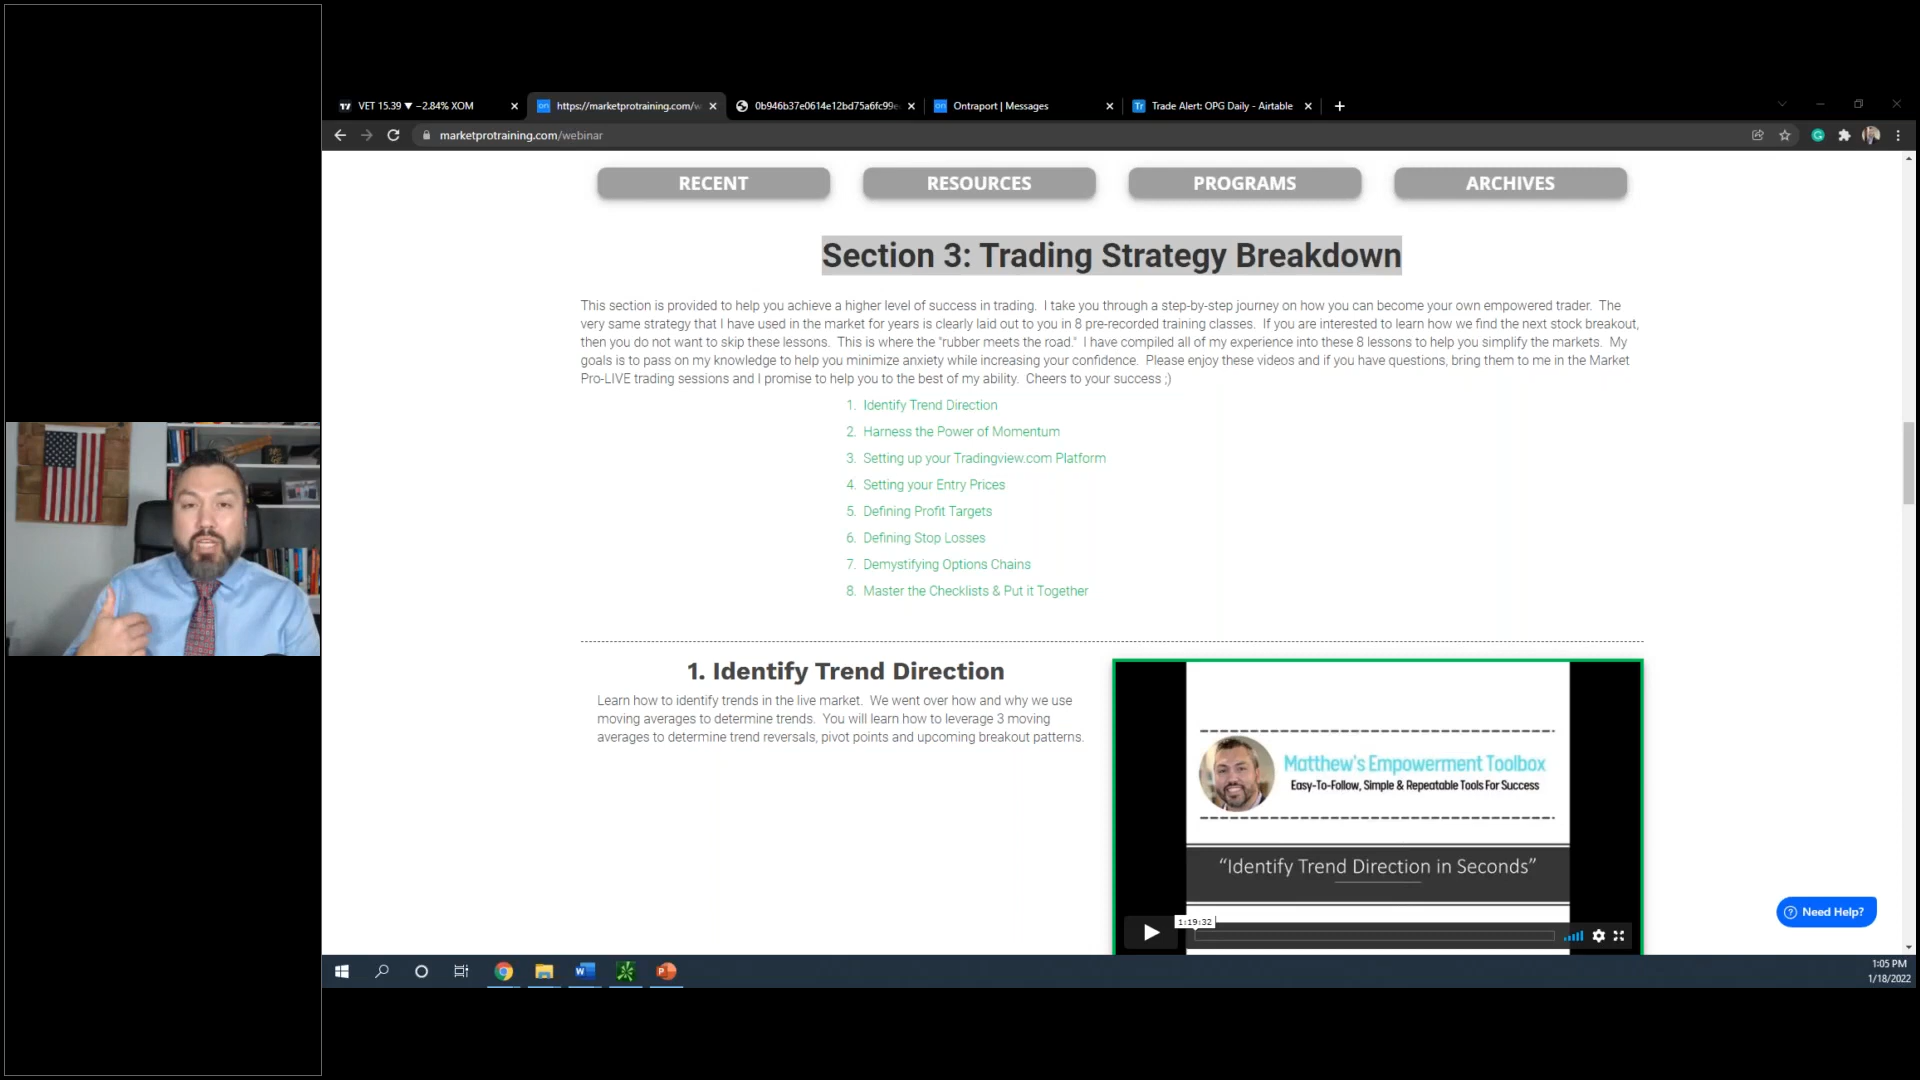 VET 15.39 ▼ −2.84% XOM
https://marketprotraining.com/w
0b946b37e0614e12bd75a6fc99e
Ontraport | Messages
Trade Alert: OPG Daily - Airtable
marketprotraining.com/webinar
RECENT
RESOURCES
PROGRAMS
ARCHIVES
Section 3: Trading Strategy Breakdown
This section is provided to help you achieve a higher level of success in trading. I take you through a step-by-step journey on how you can become your own empowered trader. The
very same strategy that I have used in the market for years is clearly laid out to you in 8 pre-recorded training classes. If you are interested to learn how we find the next stock breakout,
then you do not want to skip these lessons. This is where the "rubber meets the road." I have compiled all of my experience into these 8 lessons to help you simplify the markets. My
goals is to pass on my knowledge to help you minimize anxiety while increasing your confidence. Please enjoy these videos and if you have questions, bring them to me in the Market
Pro-LIVE trading sessions and I promise to help you to the best of my ability. Cheers to your success ;)
1. Identify Trend Direction
2. Harness the Power of Momentum
3. Setting up your Tradingview.com Platform
4. Setting your Entry Prices
5. Defining Profit Targets
6. Defining Stop Losses
7. Demystifying Options Chains
8. Master the Checklists & Put it Together
1. Identify Trend Direction
Learn how to identify trends in the live market. We went over how and why we use
moving averages to determine trends. You will learn how to leverage 3 moving
averages to determine trend reversals, pivot points and upcoming breakout patterns.
Matthew's Empowerment Toolbox
Easy-To-Follow, Simple & Repeatable Tools For Success
“Identify Trend Direction in Seconds”
1:19:32
Need Help?
1:05 PM
1/18/2022